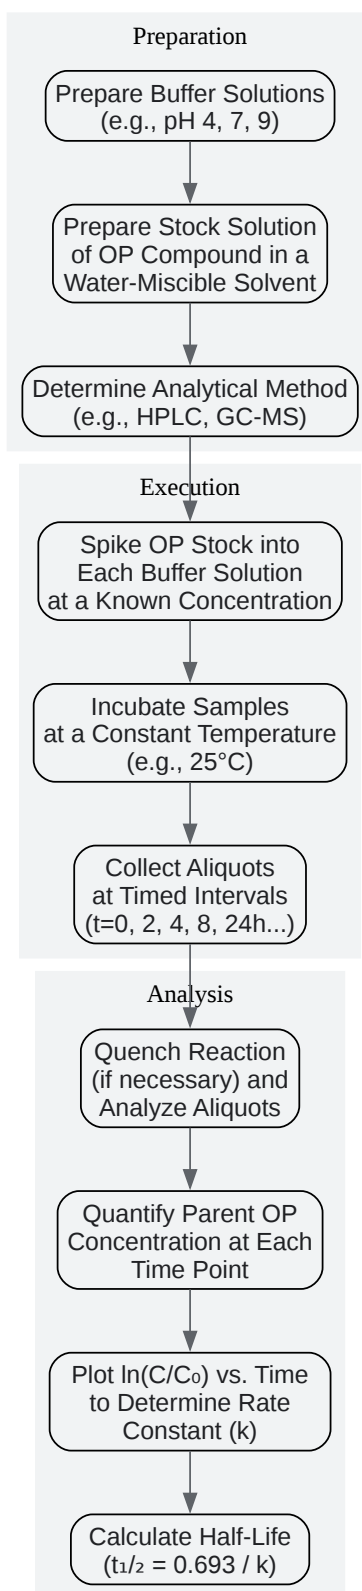 Preparation
Prepare Buffer Solutions
(e.g., pH 4, 7, 9)
Prepare Stock Solution
of OP Compound in a
Water-Miscible Solvent
Determine Analytical Method
(e.g., HPLC, GC-MS)
Execution
Spike OP Stock into
Each Buffer Solution
at a Known Concentration
Incubate Samples
at a Constant Temperature
(e.g., 25°C)
Collect Aliquots
at Timed Intervals
(t=0, 2, 4, 8, 24h...)
Analysis
Quench Reaction
(if necessary) and
Analyze Aliquots
Quantify Parent OP
Concentration at Each
Time Point
Plot ln(C/C₀) vs. Time
to Determine Rate
Constant (k)
Calculate Half-Life
(t₁/₂ = 0.693 / k)